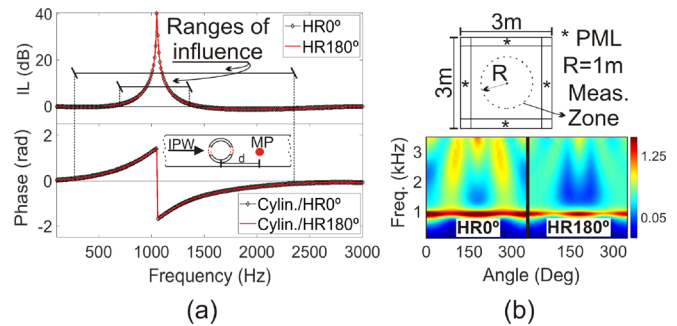 (a)
40
20
0
IL (dB)
Ranges of
influence
HR0º
HR180º
2
0
-2
Phase (rad)
IPW
MP
d
Cylin./HR0º
Cylin./HR180º
500 1000 1500 2000 2500 3000
Frequency (Hz)
(a)
3m
3m
R
* * * *
* PML
R=1m
Meas.
Zone
3
2
1
Freq. (kHz)
HR0º HR180º
0 150 300 150 300
Angle (Deg)
1.25
0.05
(b)